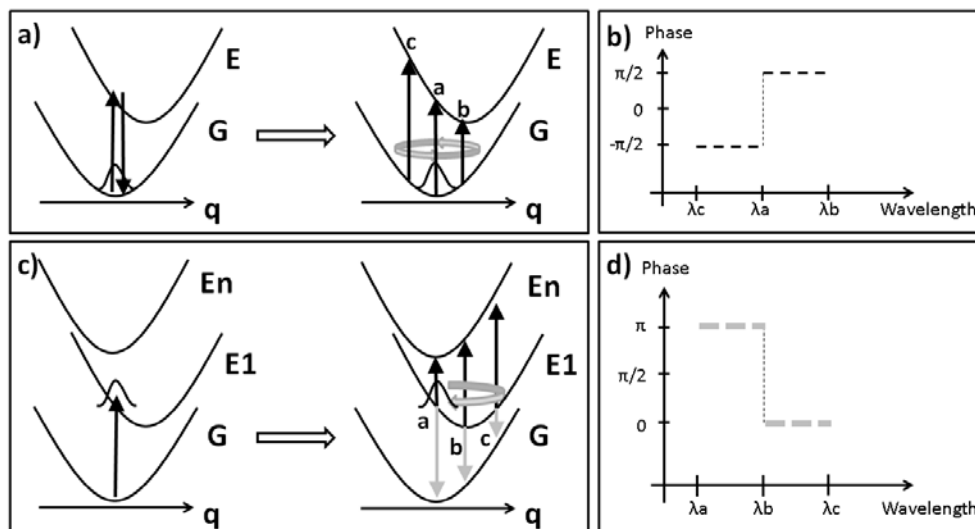 a)
E
G
q
c
a
b
E
G
q
b)
Phase
π/2
0
-π/2
λc λa λb Wavelength
c)
En
E1
G
q
En
E1
a
b
c
G
q
d)
Phase
π
π/2
0
λa λb λc Wavelength